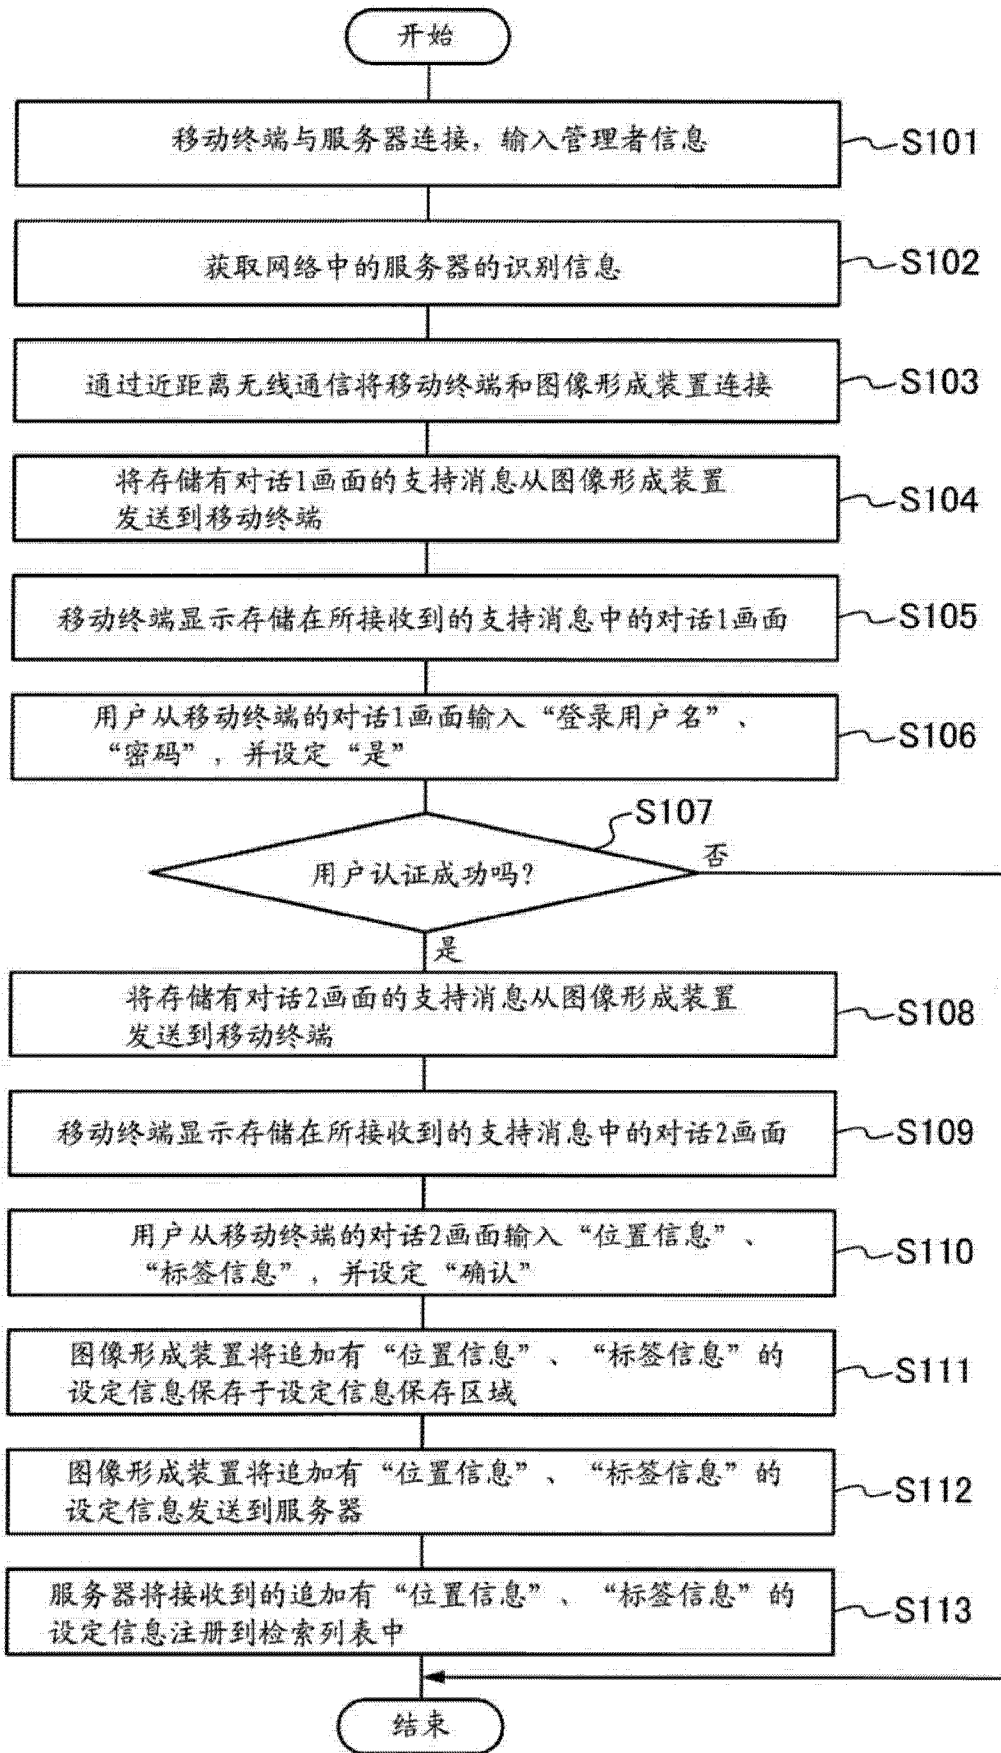 开始
移动终端与服务器连接，输入管理者信息
S101
获取网络中的服务器的识别信息
S102
通过近距离无线通信将移动终端和图像形成装置连接
S103
将存储有对话1画面的支持消息从图像形成装置
发送到移动终端
S104
移动终端显示存储在所接收到的支持消息中的对话1画面
S105
用户从移动终端的对话1画面输入“登录用户名”、
“密码”，并设定“是”
S106
S107
用户认证成功吗？
否
是
将存储有对话2画面的支持消息从图像形成装置
发送到移动终端
S108
移动终端显示存储在所接收到的支持消息中的对话2画面
S109
用户从移动终端的对话2画面输入“位置信息”、
“标签信息”，并设定“确认”
S110
图像形成装置将追加有“位置信息”、“标签信息”的
设定信息保存于设定信息保存区域
S111
图像形成装置将追加有“位置信息”、“标签信息”的
设定信息发送到服务器
S112
服务器将接收到的追加有“位置信息”、“标签信息”的
设定信息注册到检索列表中
S113
结束